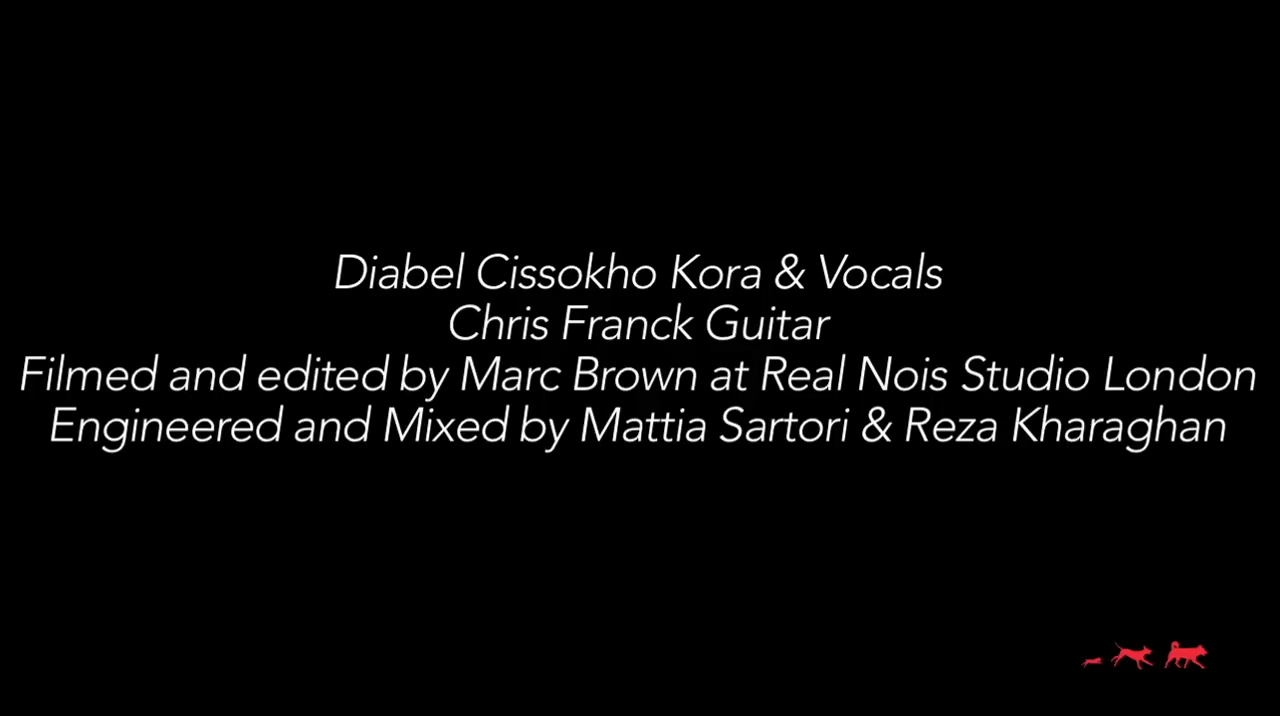 Diabel Cissokho Kora & Vocals
Chris Franck Guitar
Filmed and edited by Marc Brown at Real Nois Studio London
Engineered and Mixed by Mattia Sartori & Reza Kharaghan